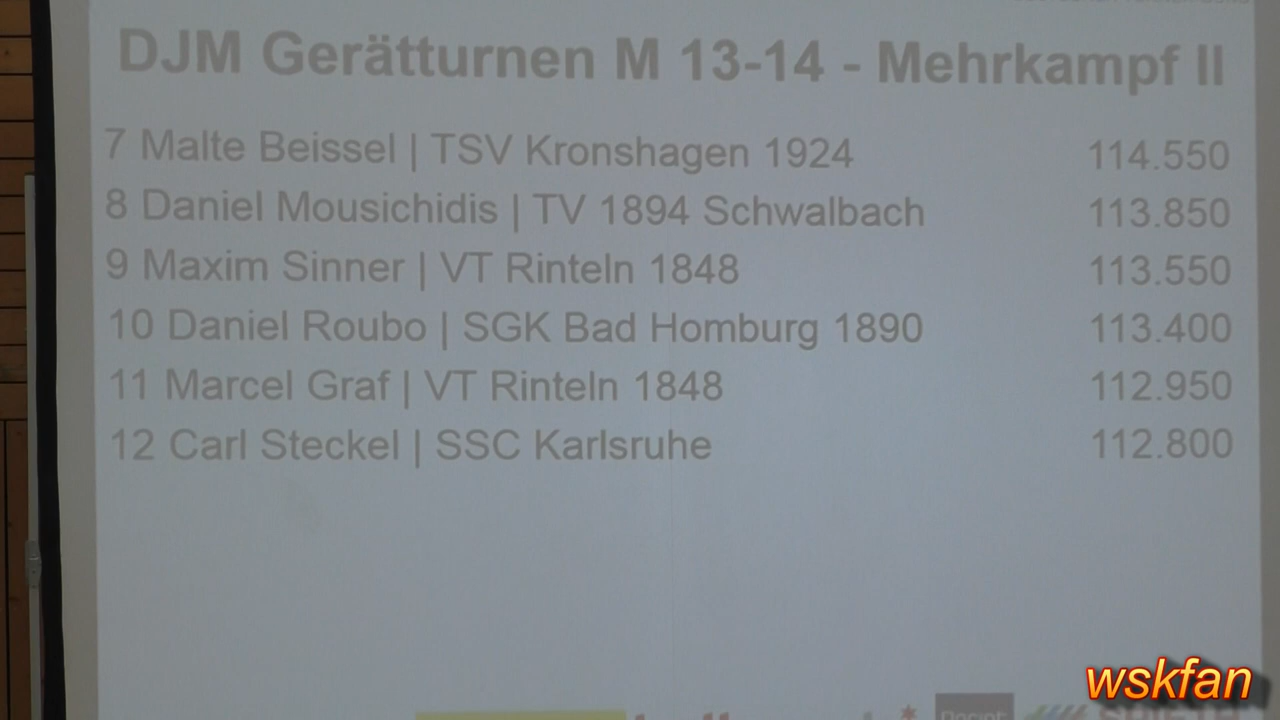 DJM Gerätturnen M 13-14 - Mehrkampf II
7 Malte Beissel | TSV Kronshagen 1924 114.550
8 Daniel Mousichidis | TV 1894 Schwalbach 113.850
9 Maxim Sinner | VT Rinteln 1848 113.550
10 Daniel Roubo | SGK Bad Homburg 1890 113.400
11 Marcel Graf | VT Rinteln 1848 112.950
12 Carl Steckel | SSC Karlsruhe 112.800
wskfan